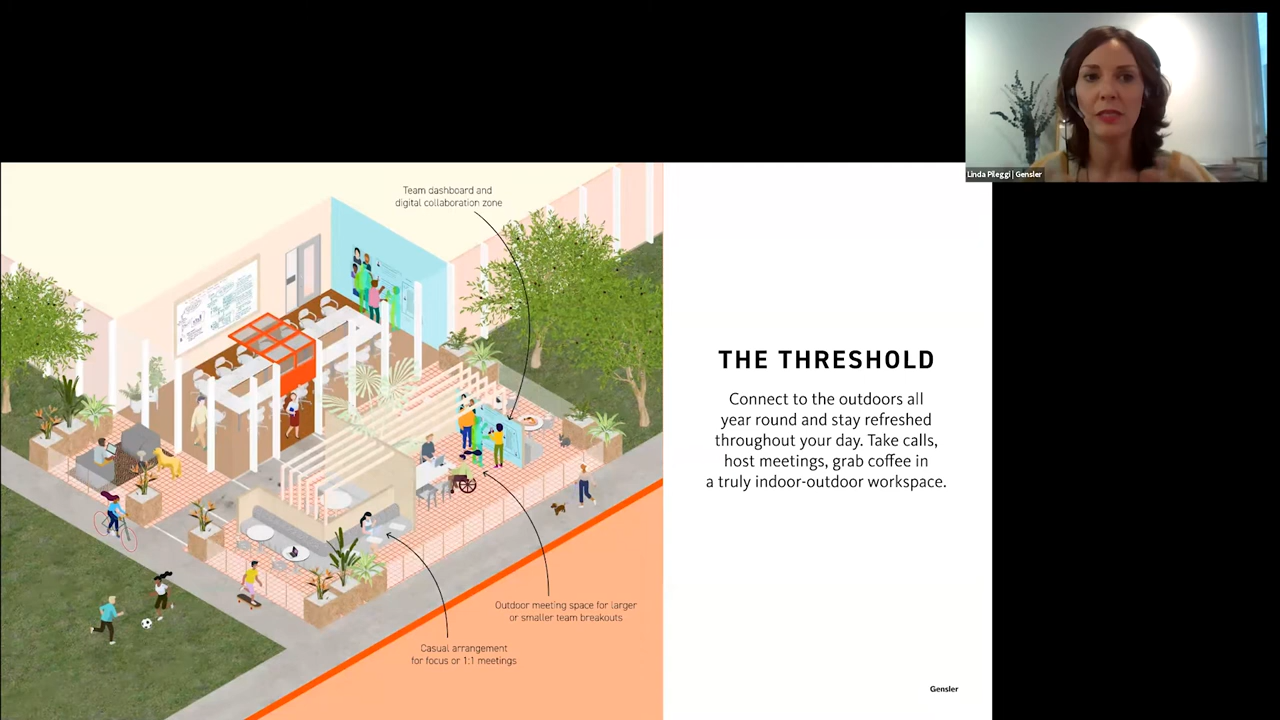 Linda Pileggi | Gensler
Team dashboard and
digital collaboration zone
THE THRESHOLD
Connect to the outdoors all
year round and stay refreshed
throughout your day. Take calls,
host meetings, grab coffee in
a truly indoor-outdoor workspace.
Outdoor meeting space for larger
or smaller team breakouts
Casual arrangement
for focus or 1:1 meetings
Gensler